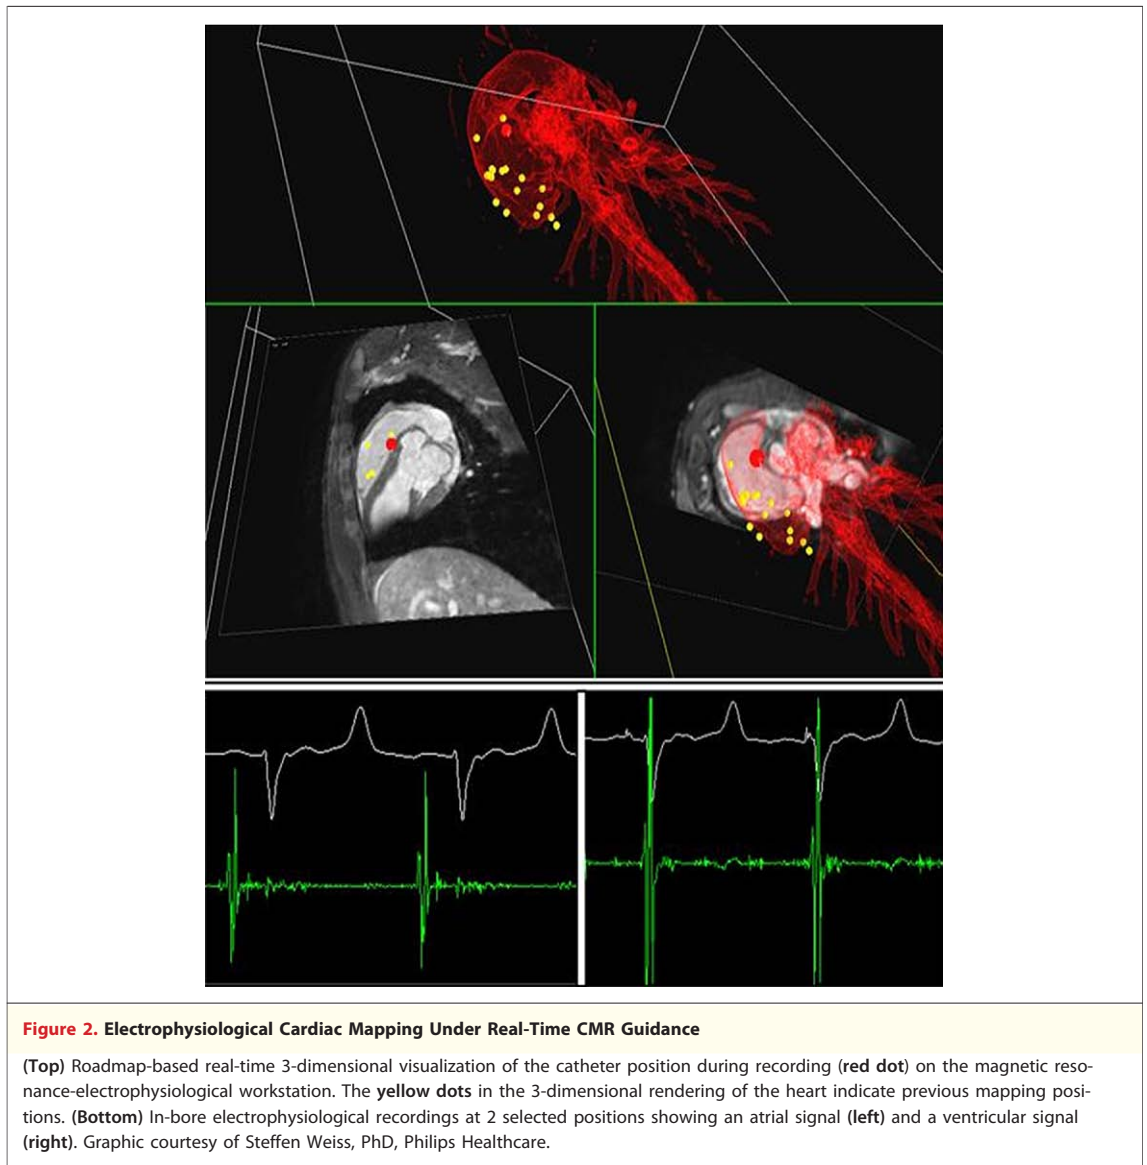 Figure 2. Electrophysiological Cardiac Mapping Under Real-Time CMR Guidance
(Top) Roadmap-based real-time 3-dimensional visualization of the catheter position during recording (red dot) on the magnetic reso-
nance-electrophysiological workstation. The yellow dots in the 3-dimensional rendering of the heart indicate previous mapping posi-
tions. (Bottom) In-bore electrophysiological recordings at 2 selected positions showing an atrial signal (left) and a ventricular signal
(right). Graphic courtesy of Steffen Weiss, PhD, Philips Healthcare.